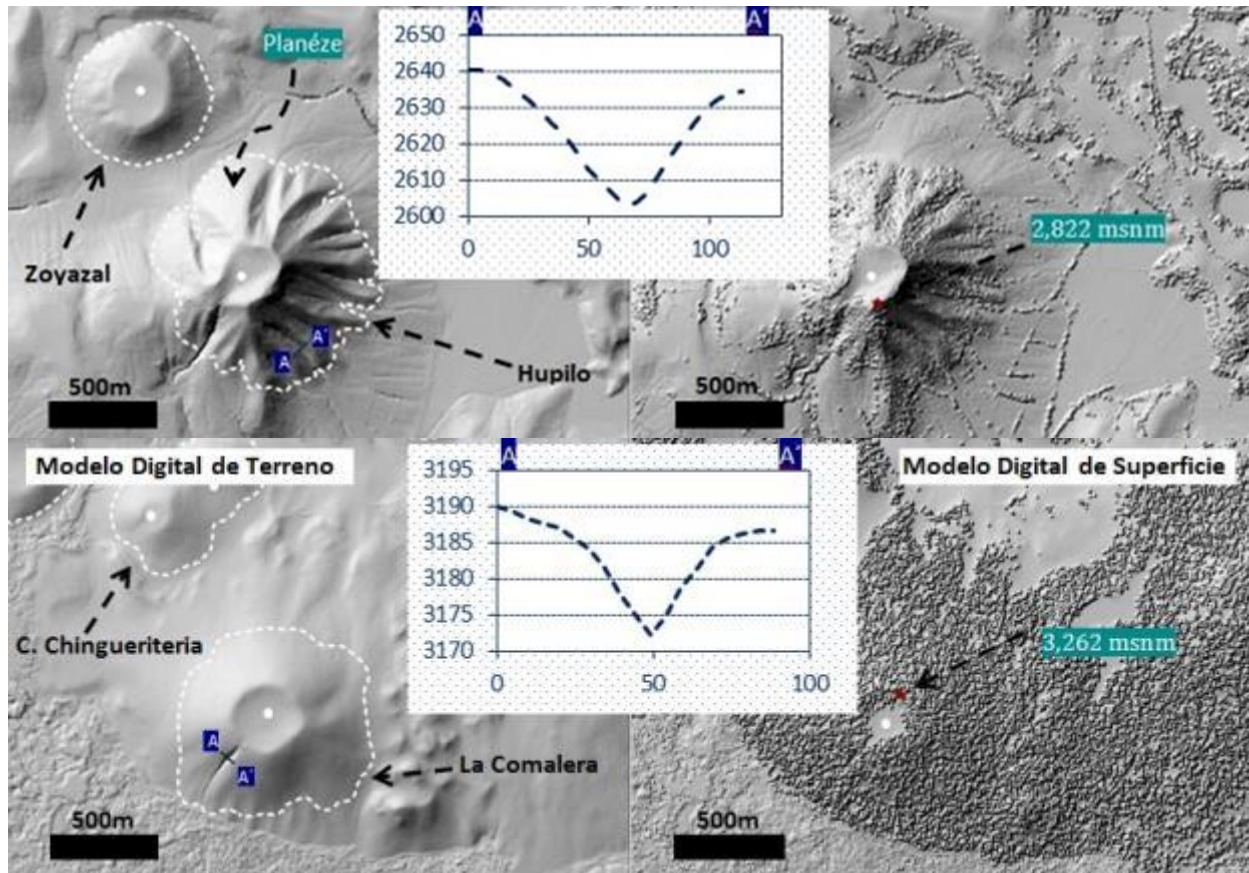 Planéze
Zoyazal
A
A´
Hupilo
500m
A
A´
2650
2640
2630
2620
2610
2600
0
50
100
2,822 msnm
500m
Modelo Digital de Terreno
C. Chingueriteria
A
A´
La Comalera
500m
A
A´
3195
3190
3185
3180
3175
3170
0
50
100
Modelo Digital de Superficie
3,262 msnm
500m